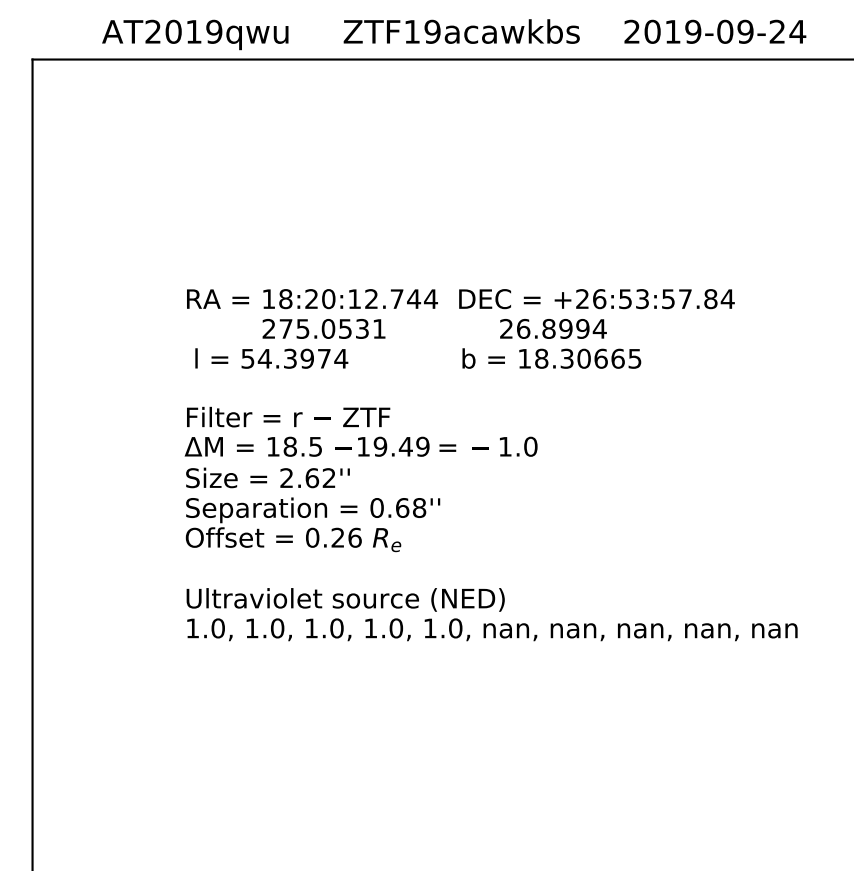 AT2019qwu ZTF19acawkbs 2019-09-24
RA = 18:20:12.744 DEC = +26:53:57.84
275.0531 26.8994
l = 54.3974 b = 18.30665
Filter = r − ZTF
ΔM = 18.5 −19.49 = − 1.0
Size = 2.62''
Separation = 0.68''
Offset = 0.26 Re
Ultraviolet source (NED)
1.0, 1.0, 1.0, 1.0, 1.0, nan, nan, nan, nan, nan